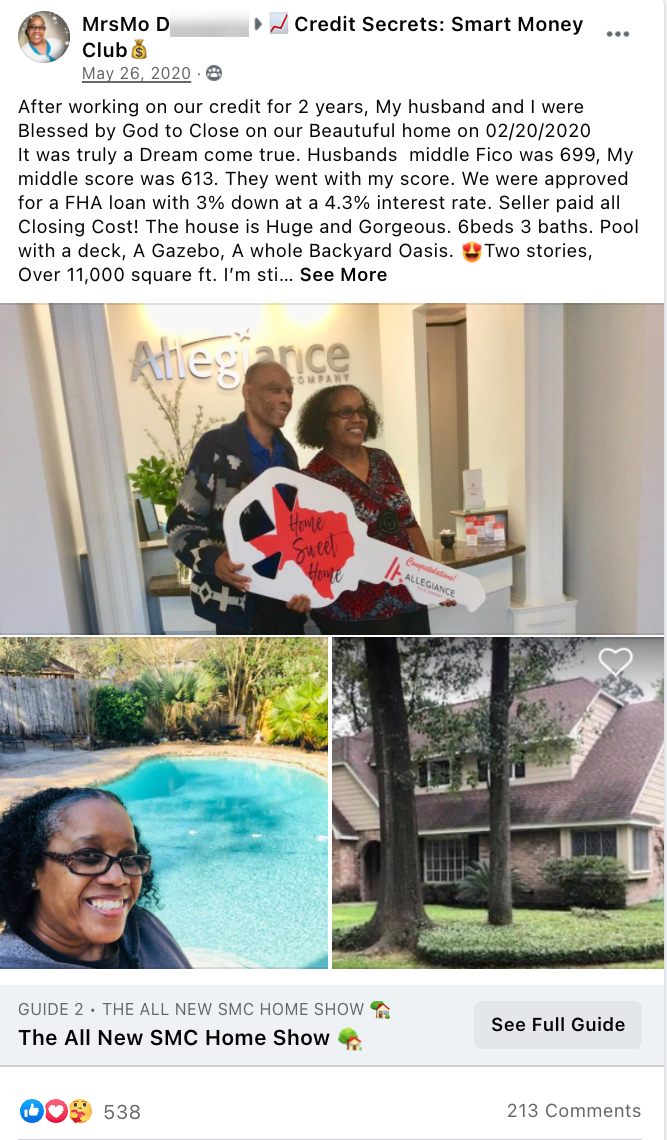 MrsMo D ▸ 📈 Credit Secrets: Smart Money
Club💰
May 26, 2020 ·
After working on our credit for 2 years, My husband and I were
Blessed by God to Close on our Beautuful home on 02/20/2020
It was truly a Dream come true. Husbands  middle Fico was 699, My
middle score was 613. They went with my score. We were approved
for a FHA loan with 3% down at a 4.3% interest rate. Seller paid all
Closing Cost! The house is Huge and Gorgeous. 6beds 3 baths. Pool
with a deck, A Gazebo, A whole Backyard Oasis. 😍Two stories,
Over 11,000 square ft. I’m sti... See More
Allegiance
COMPANY
Home
Sweet
Home
Congratulations!
ALLEGIANCE
GUIDE 2 • THE ALL NEW SMC HOME SHOW 🏡
The All New SMC Home Show 🏡
See Full Guide
538
213 Comments